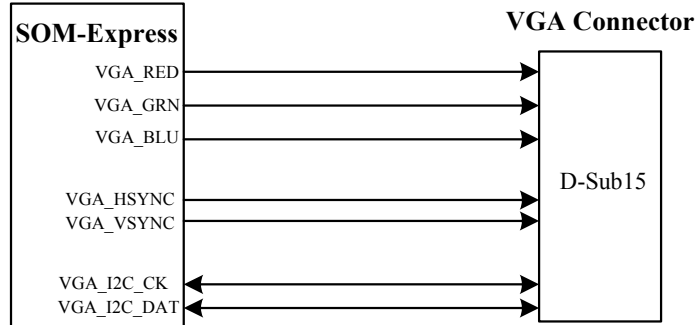 SOM-Express
VGA Connector
VGA_RED
VGA_GRN
VGA_BLU
VGA_HSYNC
VGA_VSYNC
VGA_I2C_CK
VGA_I2C_DAT
D-Sub15